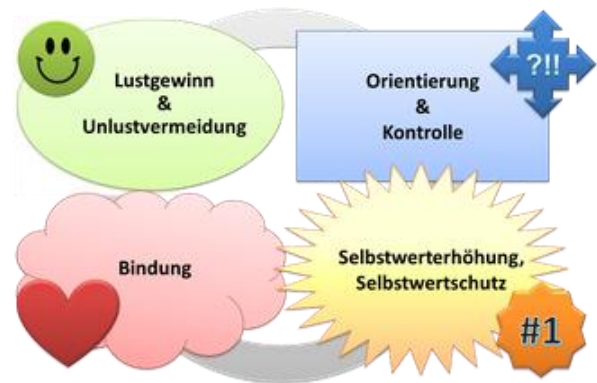 Lustgewinn
&
Unlustvermeidung
Orientierung
&
Kontrolle
?!!
Bindung
Selbstwerterhöhung,
Selbstwertschutz
#1